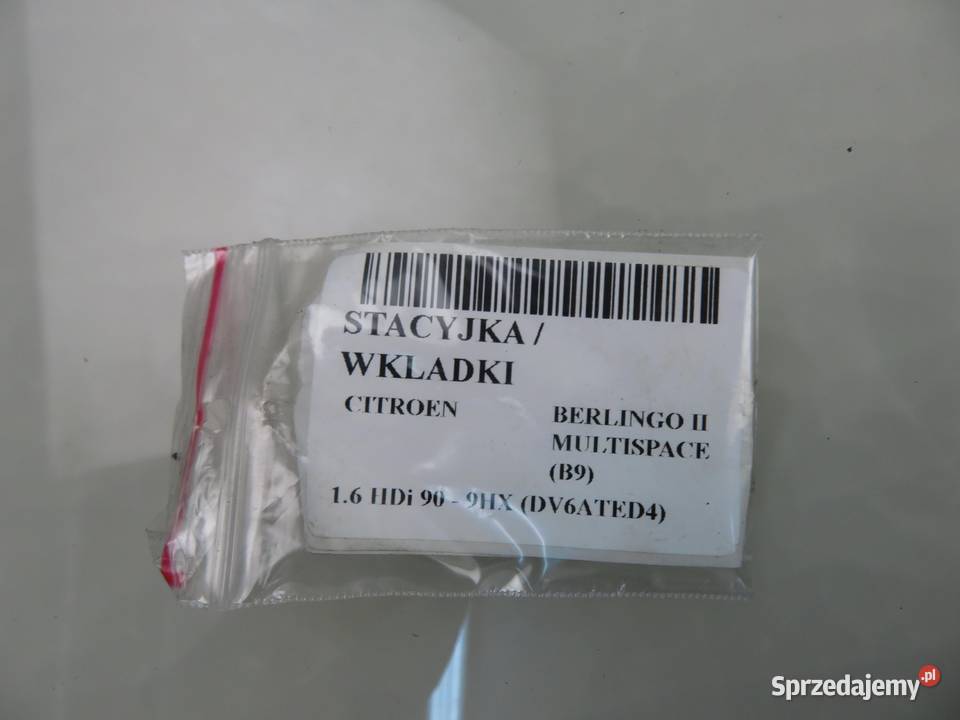 STACYJKA /
WKLADKI
CITROEN
BERLINGO II
MULTISPACE
(B9)
1.6 HDi 90 - 9HX (DV6ATED4)
Sprzedajemy.pl